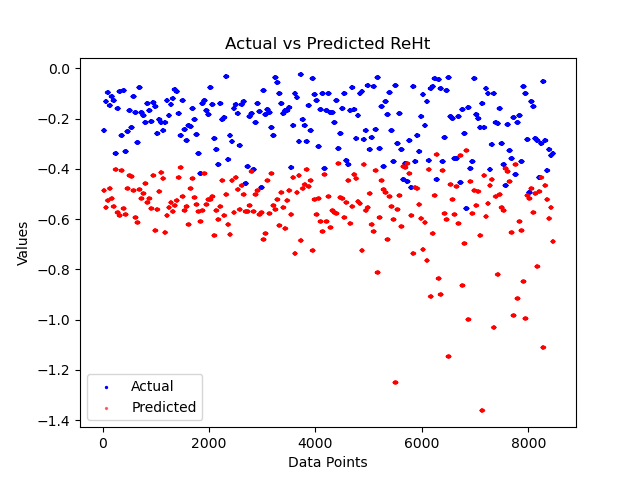 Actual vs Predicted ReHt
0.0
−0.2
−0.4
−0.6
−0.8
−1.0
−1.2
−1.4
Values
Actual
Predicted
0 2000 4000 6000 8000
Data Points